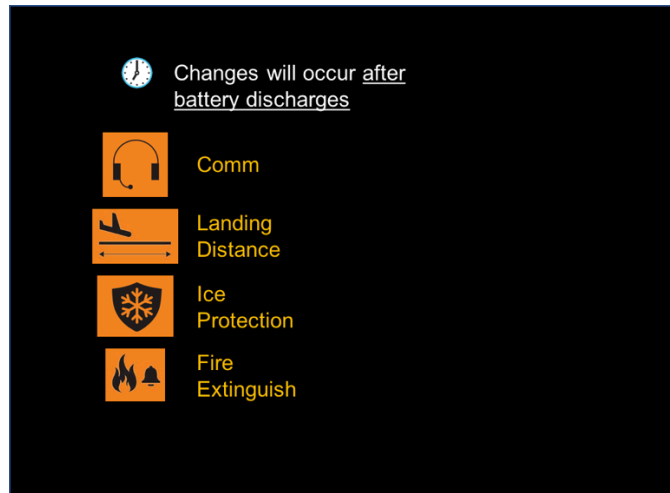 Changes will occur after
battery discharges
Comm
Landing
Distance
Ice
Protection
Fire
Extinguish